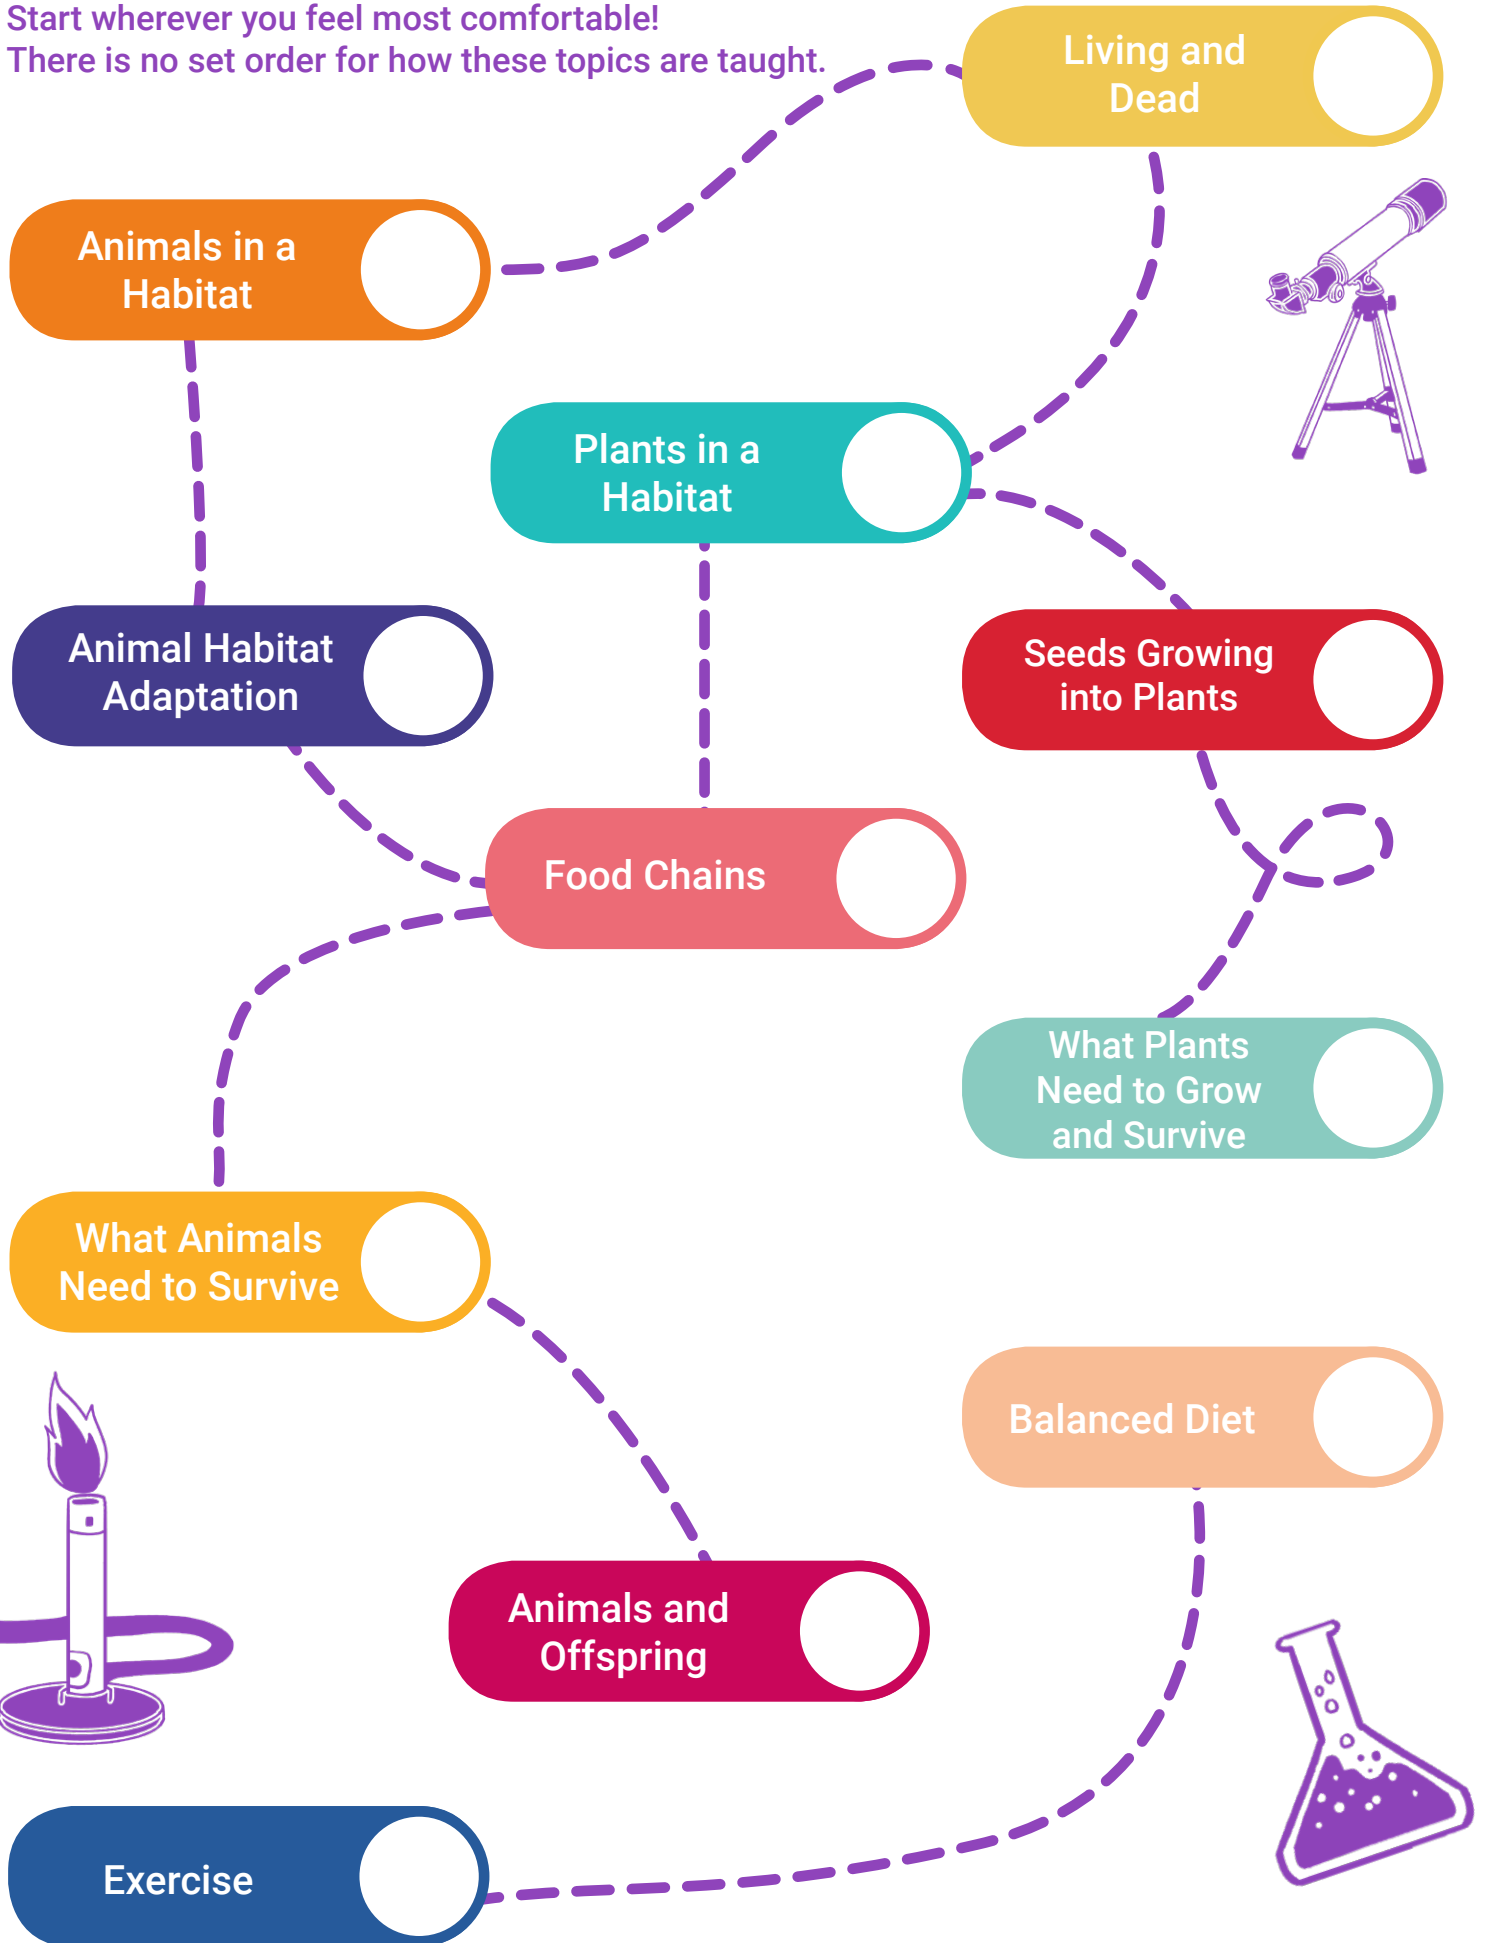 Start wherever you feel most comfortable!
There is no set order for how these topics are taught.
Living and
Dead
Animals in a
Habitat
Plants in a
Habitat
Animal Habitat
Adaptation
Seeds Growing
into Plants
Food Chains
What Plants
Need to Grow
and Survive
What Animals
Need to Survive
Balanced Diet
Animals and
Offspring
Exercise